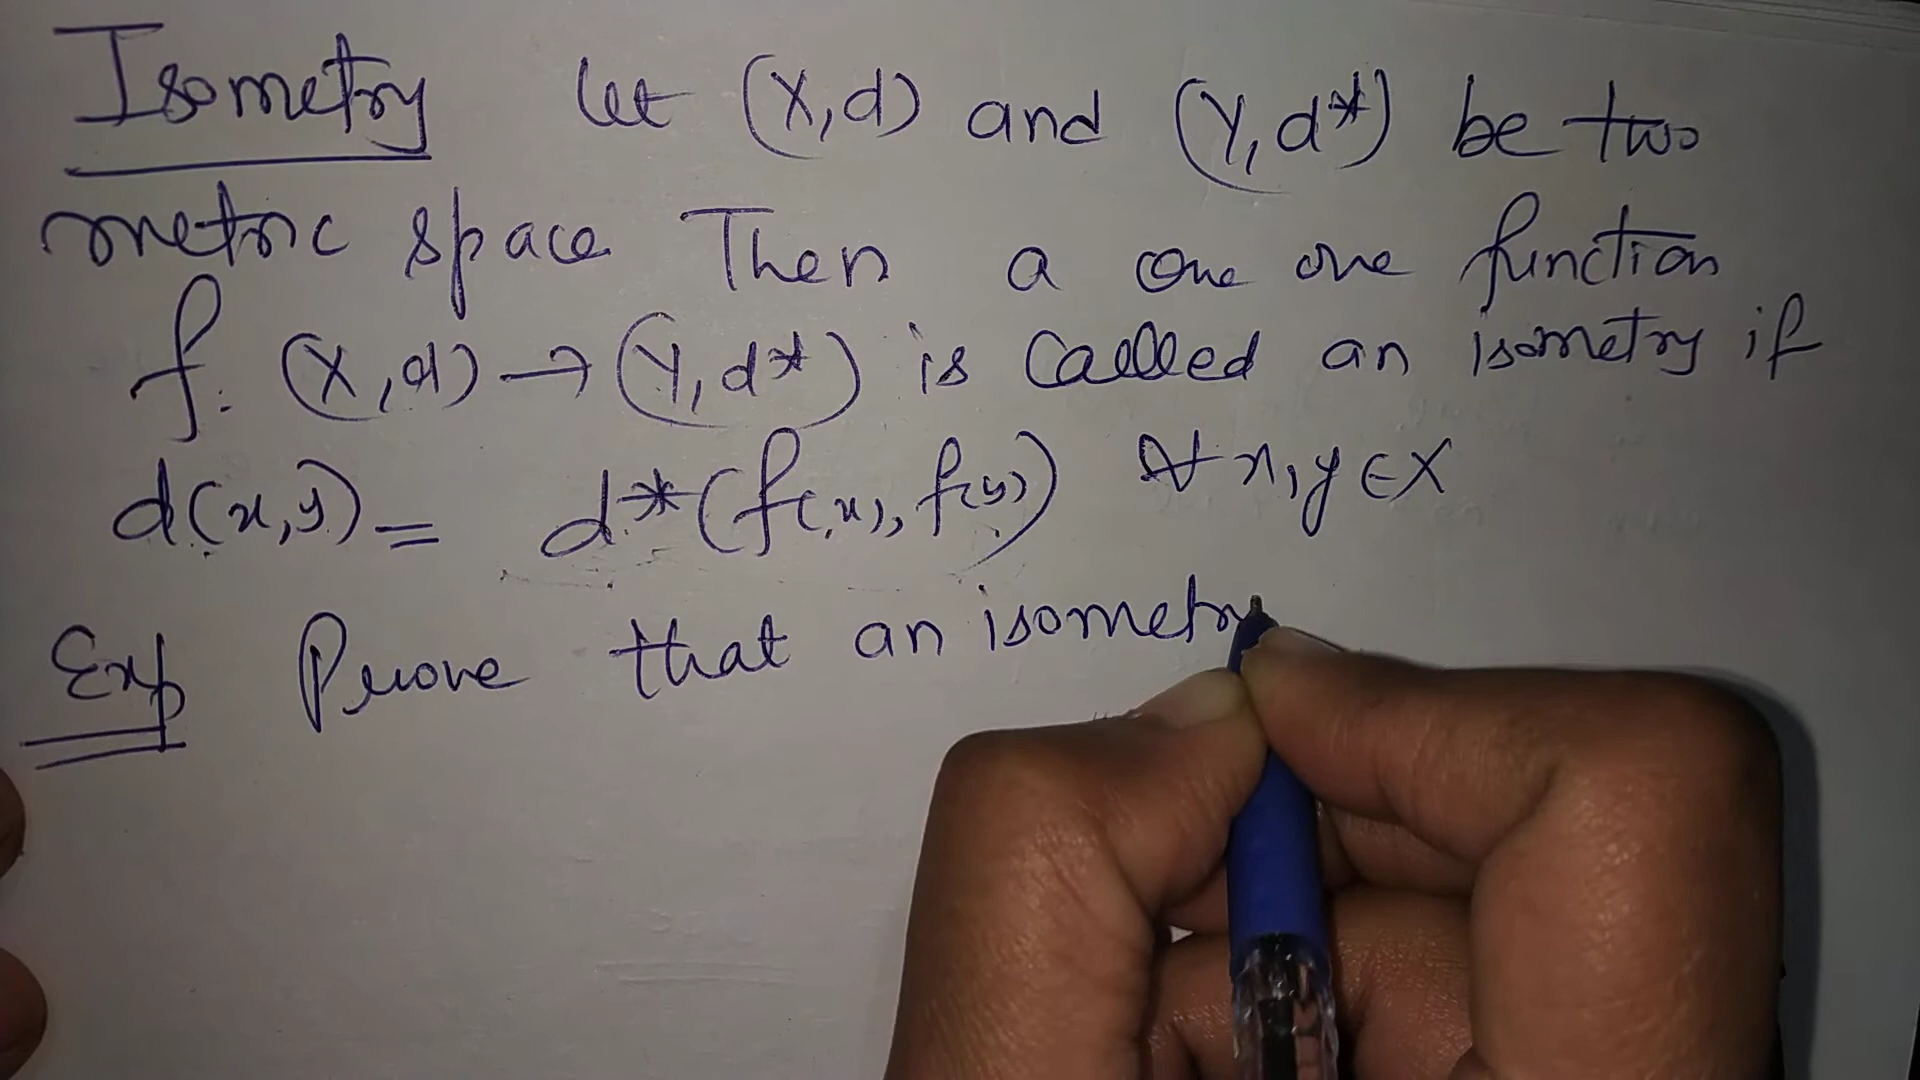 Isometry let (X,d) and (Y,d*) be two
metric space Then a one one function
f: (X,d) → (Y,d*) is called an isometry if
d(x,y) = d*(f(x), f(y)) ∀ x,y ∈ X
Exp Prove that an isometry